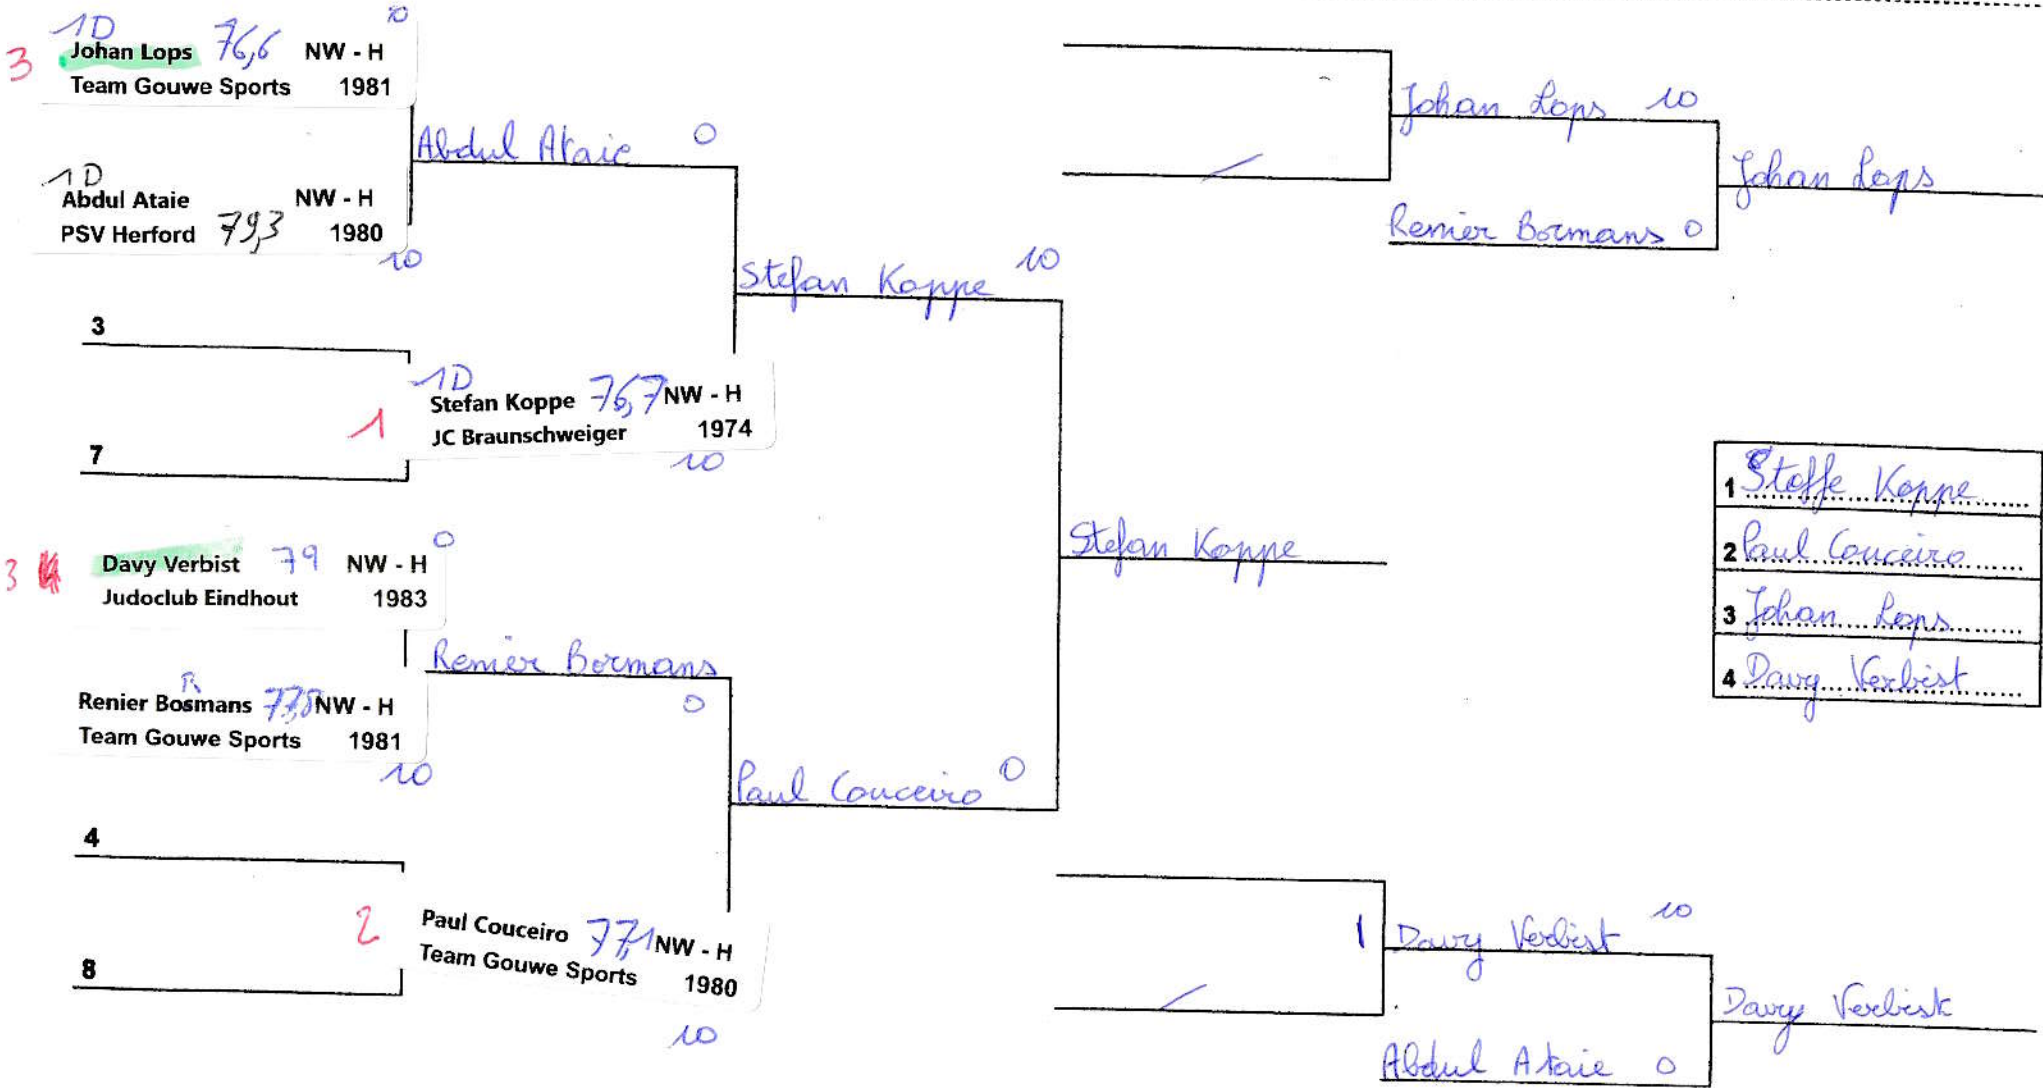 1D
Johan Lops 76,6 NW - H
3
Team Gouwe Sports 1981
Abdul Ataie 0
1D
Abdul Ataie NW - H
PSV Herford 79,3 1980
10
Stefan Koppe 10
3
1D
Stefan Koppe 76,7 NW - H
1 JC Braunschweiger 1974
10
7
0
3 Davy Verbist 79 NW - H
Judoclub Eindhout 1983
Renier Bormans
0
R
Renier Bosmans NW - H
Team Gouwe Sports 1981
10
Paul Couceiro 0
4
2 Paul Couceiro 77,1 NW - H
Team Gouwe Sports 1980
8
10
Stefan Koppe
Johan Lops 10
Johan Lops
Renier Bormans 0
1 Stoffe Koppe
2 Paul Couceiro
3 Johan Lops
4 Davy Verbist
1 Davy Verbist 10
Davy Verbist
Abdul Ataie 0